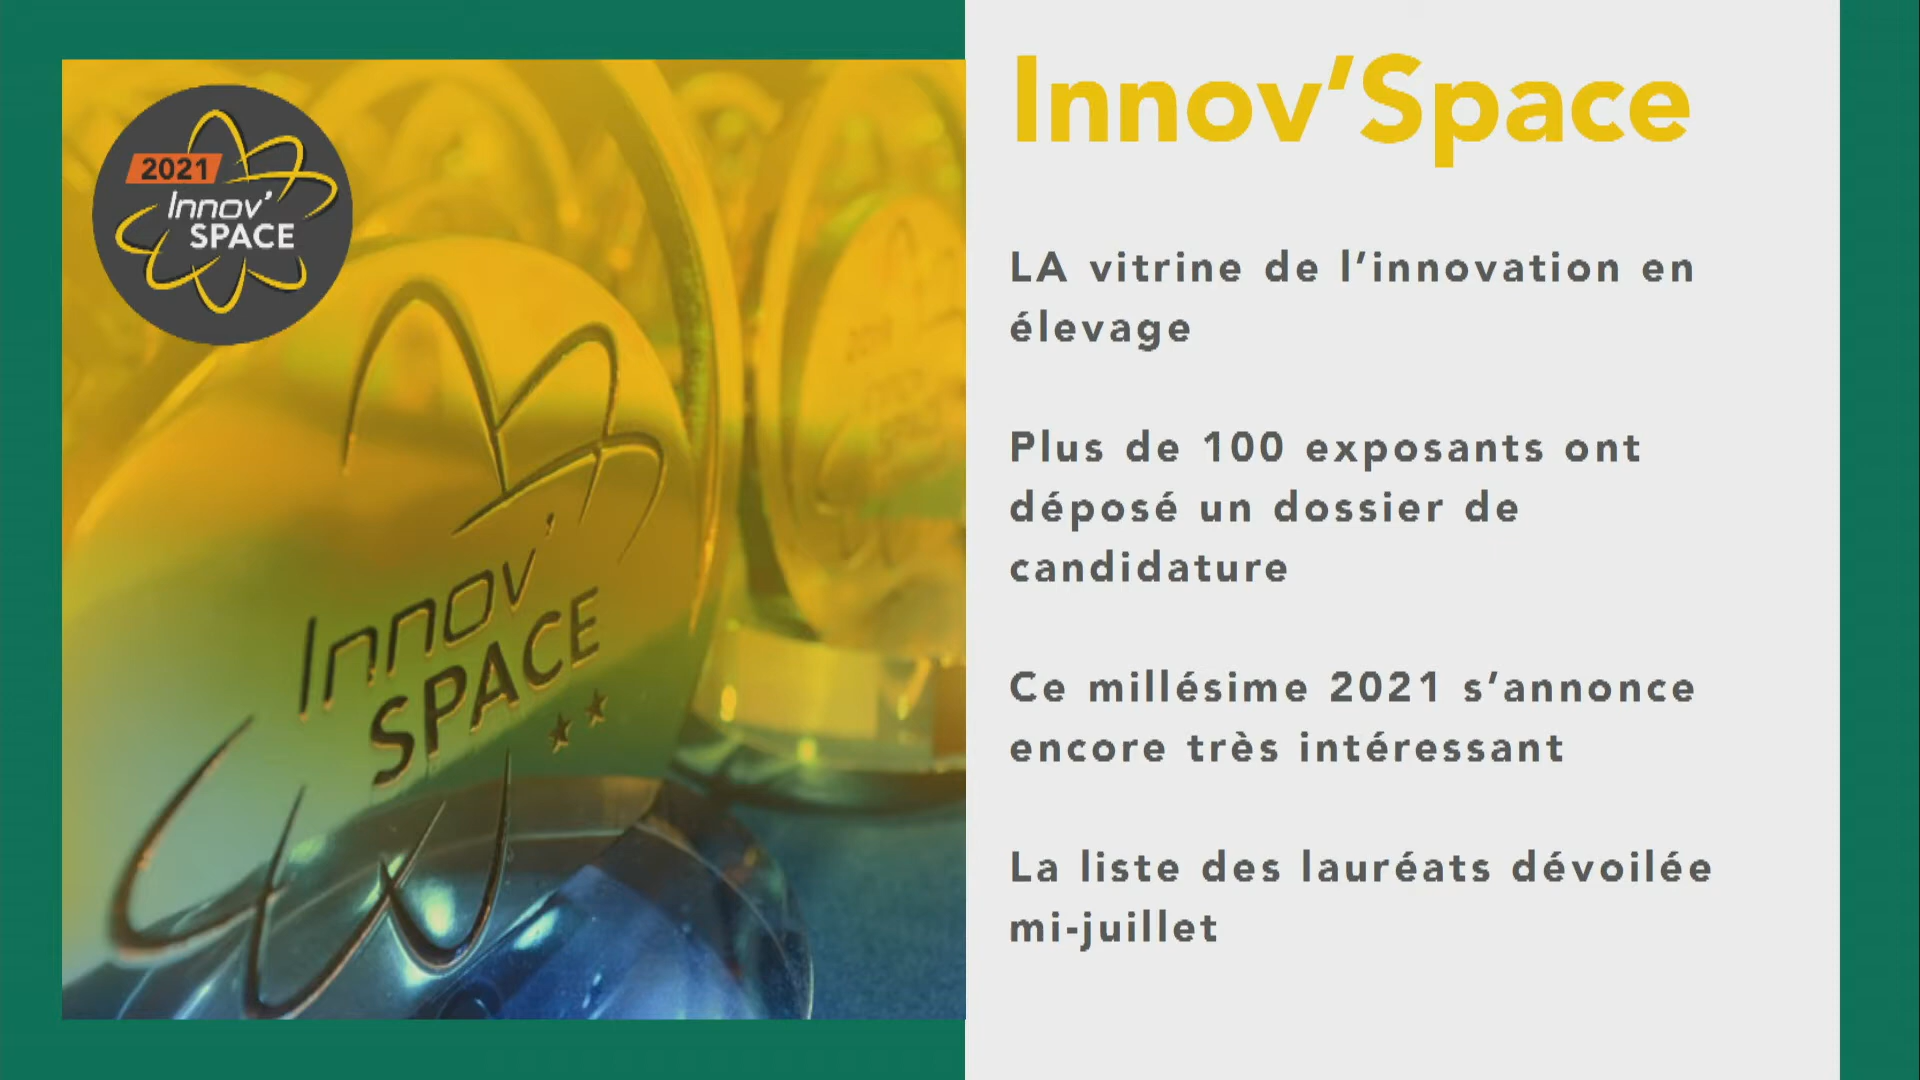 Innov'Space
2021
Innov'
SPACE
LA vitrine de l'innovation en
élevage
Plus de 100 exposants ont
déposé un dossier de
candidature
Innov'
SPACE
Ce millésime 2021 s'annonce
encore très intéressant
La liste des lauréats dévoilée
mi-juillet